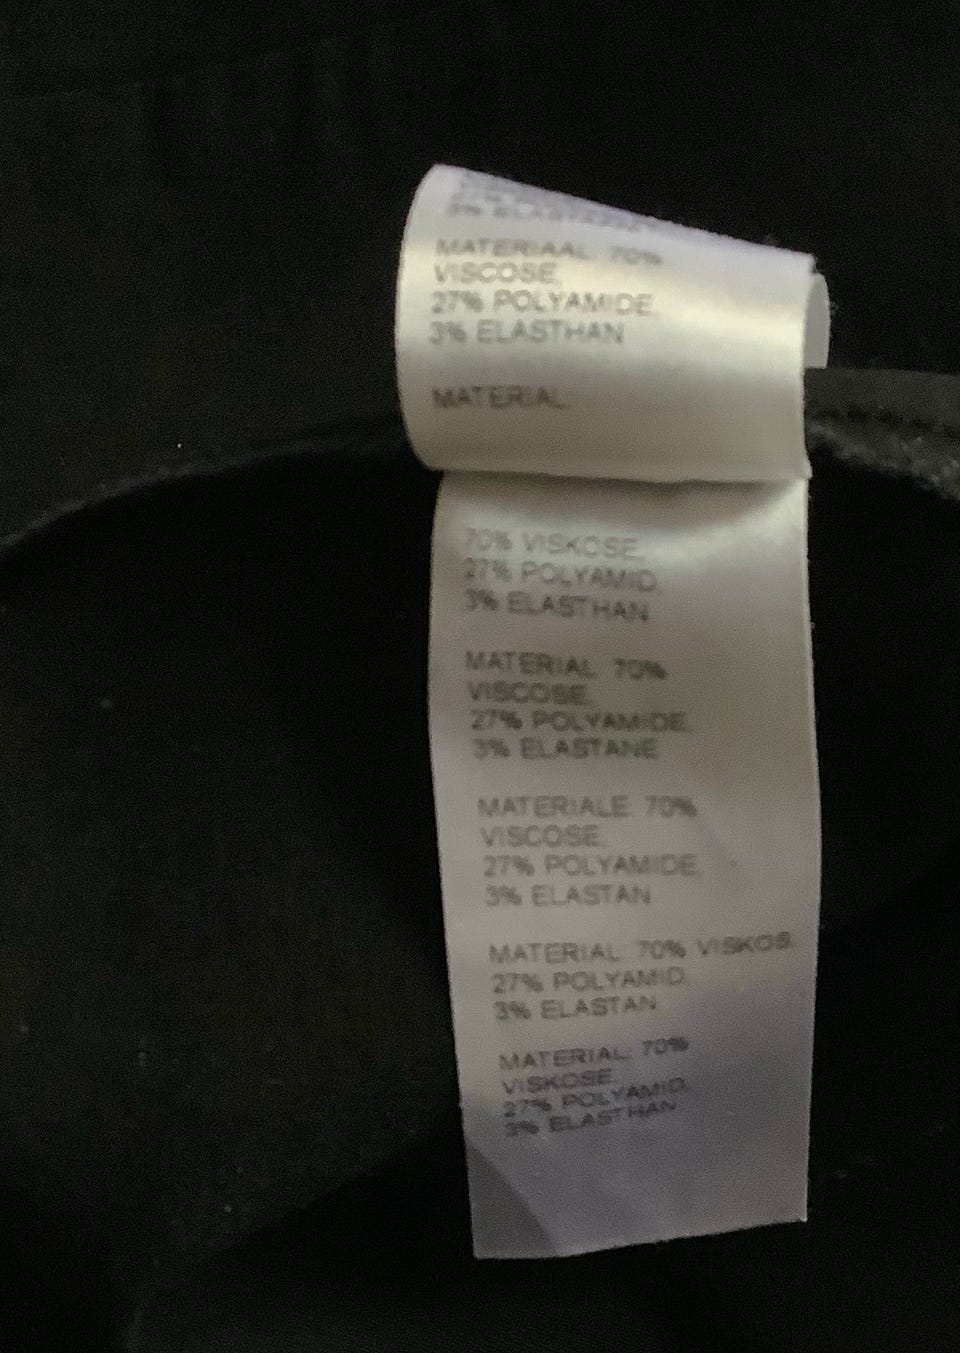 3% ELASTANE
MATERIAAL: 70%
VISCOSE,
27% POLYAMIDE,
3% ELASTHAN
MATERIAL:
70% VISKOSE,
27% POLYAMID,
3% ELASTHAN
MATERIAL: 70%
VISCOSE,
27% POLYAMIDE,
3% ELASTANE
MATERIALE: 70%
VISCOSE,
27% POLYAMIDE,
3% ELASTAN
MATERIAL: 70% VISKOS,
27% POLYAMID,
3% ELASTAN
MATERIAL: 70%
VISKOSE,
27% POLYAMID,
3% ELASTHAN